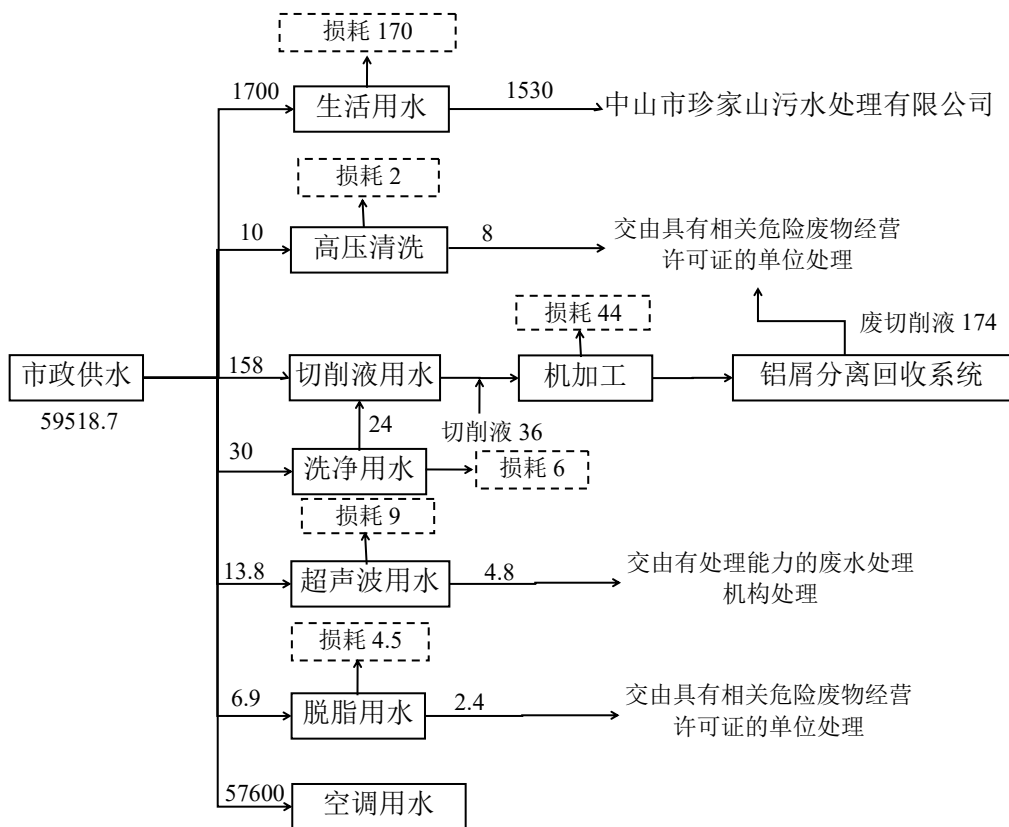 损耗 170
1700
生活用水
1530
中山市珍家山污水处理有限公司
损耗 2
10
高压清洗
8
交由具有相关危险废物经营
许可证的单位处理
损耗 44
废切削液 174
市政供水
59518.7
158
切削液用水
机加工
铝屑分离回收系统
24
切削液 36
30
洗净用水
损耗 6
损耗 9
13.8
超声波用水
4.8
交由有处理能力的废水处理
机构处理
损耗 4.5
6.9
脱脂用水
2.4
交由具有相关危险废物经营
许可证的单位处理
57600
空调用水